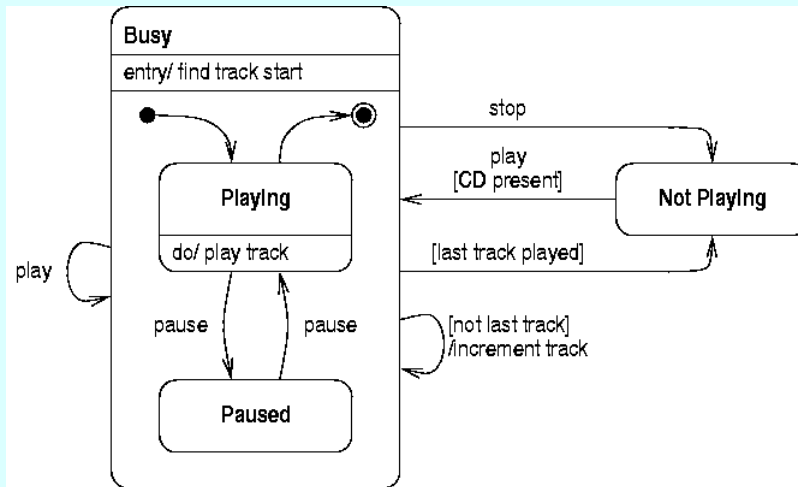 Busy
entry/ find track start
stop
play
[CD present]
Playing
Not Playing
do/ play track
[last track played]
play
pause
pause
[not last track]
/increment track
Paused